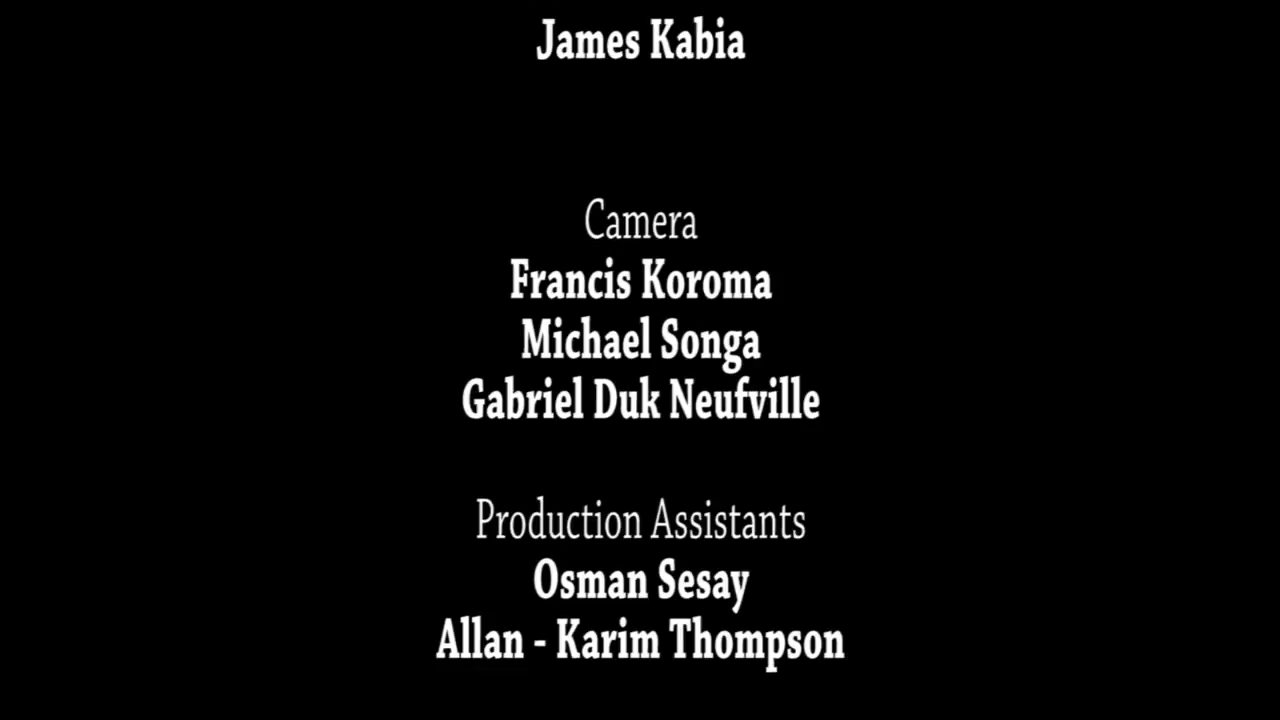 James Kabia
Camera
Francis Koroma
Michael Songa
Gabriel Duk Neufville
Production Assistants
Osman Sesay
Allan - Karim Thompson